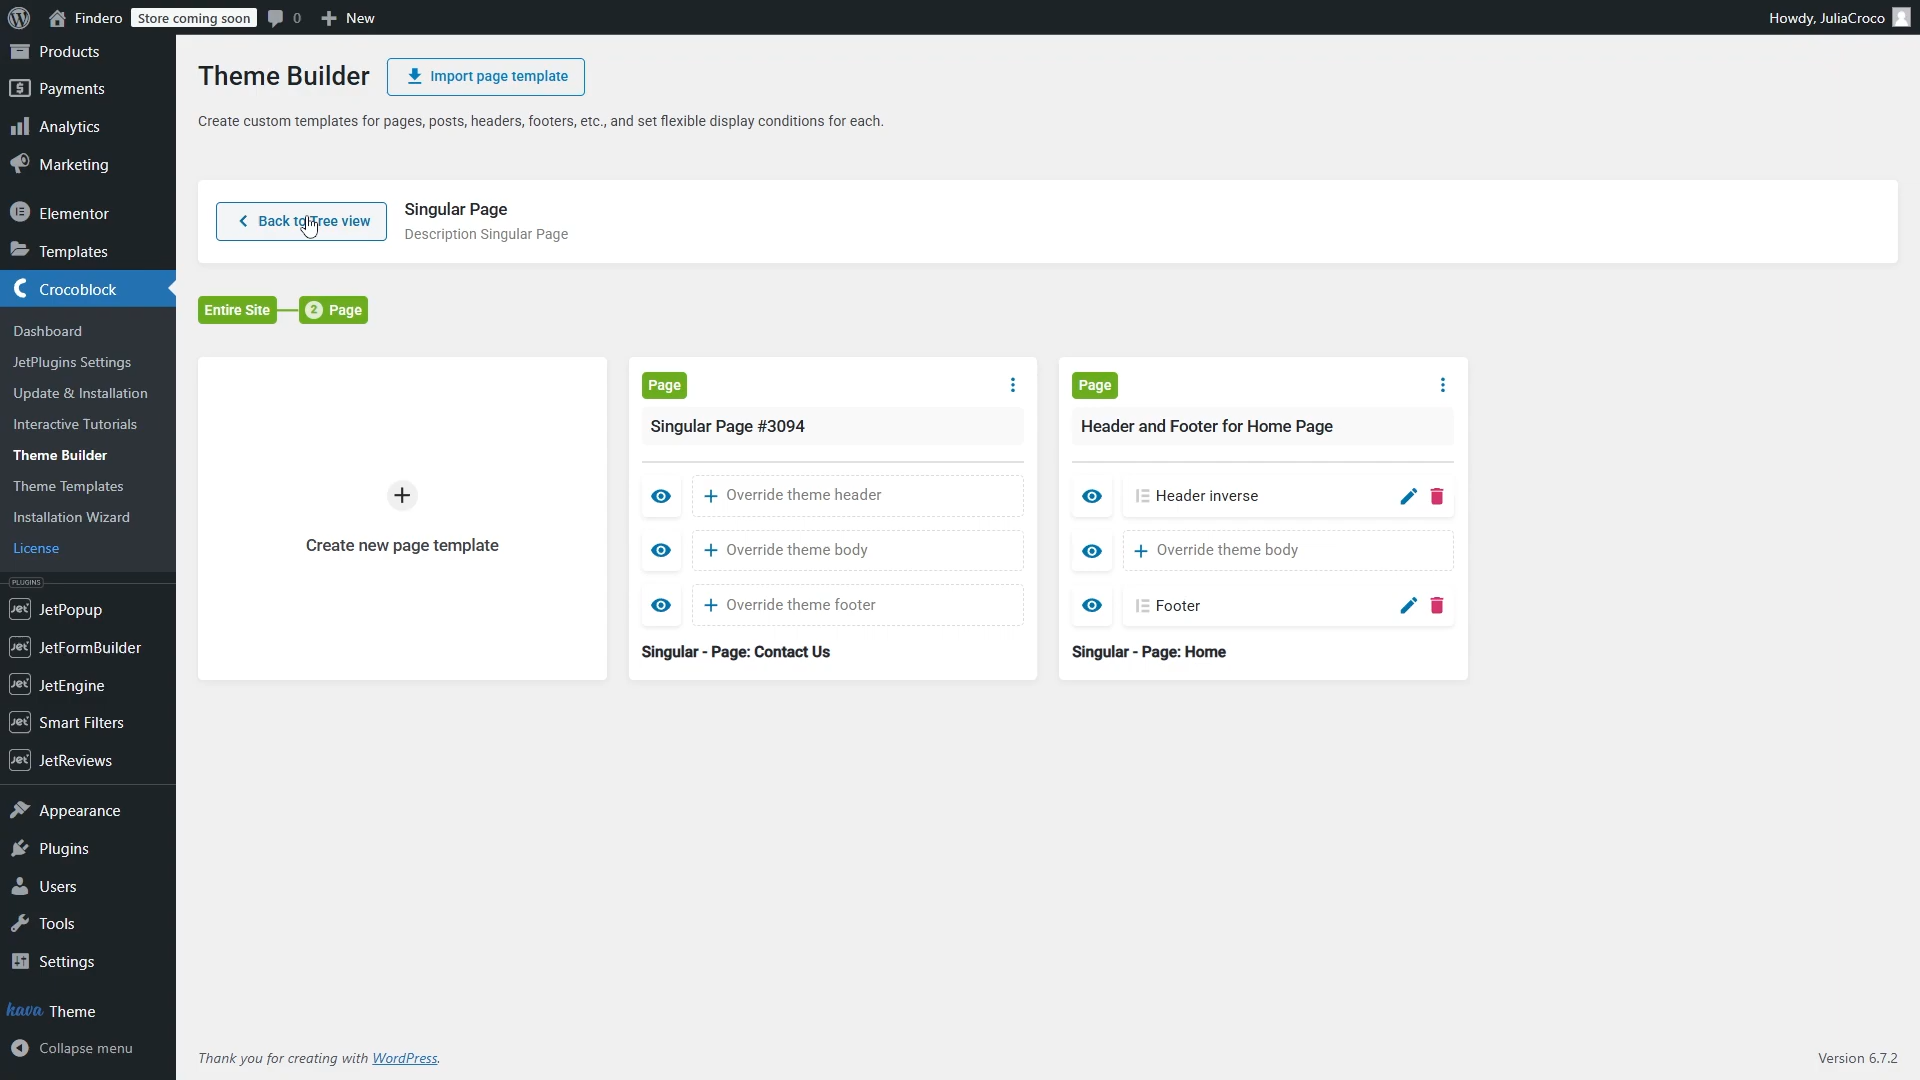 Findero
Store coming soon
0
New
Howdy, JuliaCroco
Products
Payments
Analytics
Marketing
Elementor
Templates
Crocoblock
Dashboard
JetPlugins Settings
Update & Installation
Interactive Tutorials
Theme Builder
Theme Templates
Installation Wizard
License
PLUGINS
Jet JetPopup
Jet JetFormBuilder
Jet JetEngine
Jet Smart Filters
Jet JetReviews
Appearance
Plugins
Users
Tools
Settings
kava Theme
Collapse menu
Theme Builder
Import page template
Create custom templates for pages, posts, headers, footers, etc., and set flexible display conditions for each.
Back to Tree view
Singular Page
Description Singular Page
Entire Site
2 Page
Create new page template
Page
Singular Page #3094
Override theme header
Override theme body
Override theme footer
Singular - Page: Contact Us
Page
Header and Footer for Home Page
Header inverse
Override theme body
Footer
Singular - Page: Home
Thank you for creating with WordPress.
Version 6.7.2